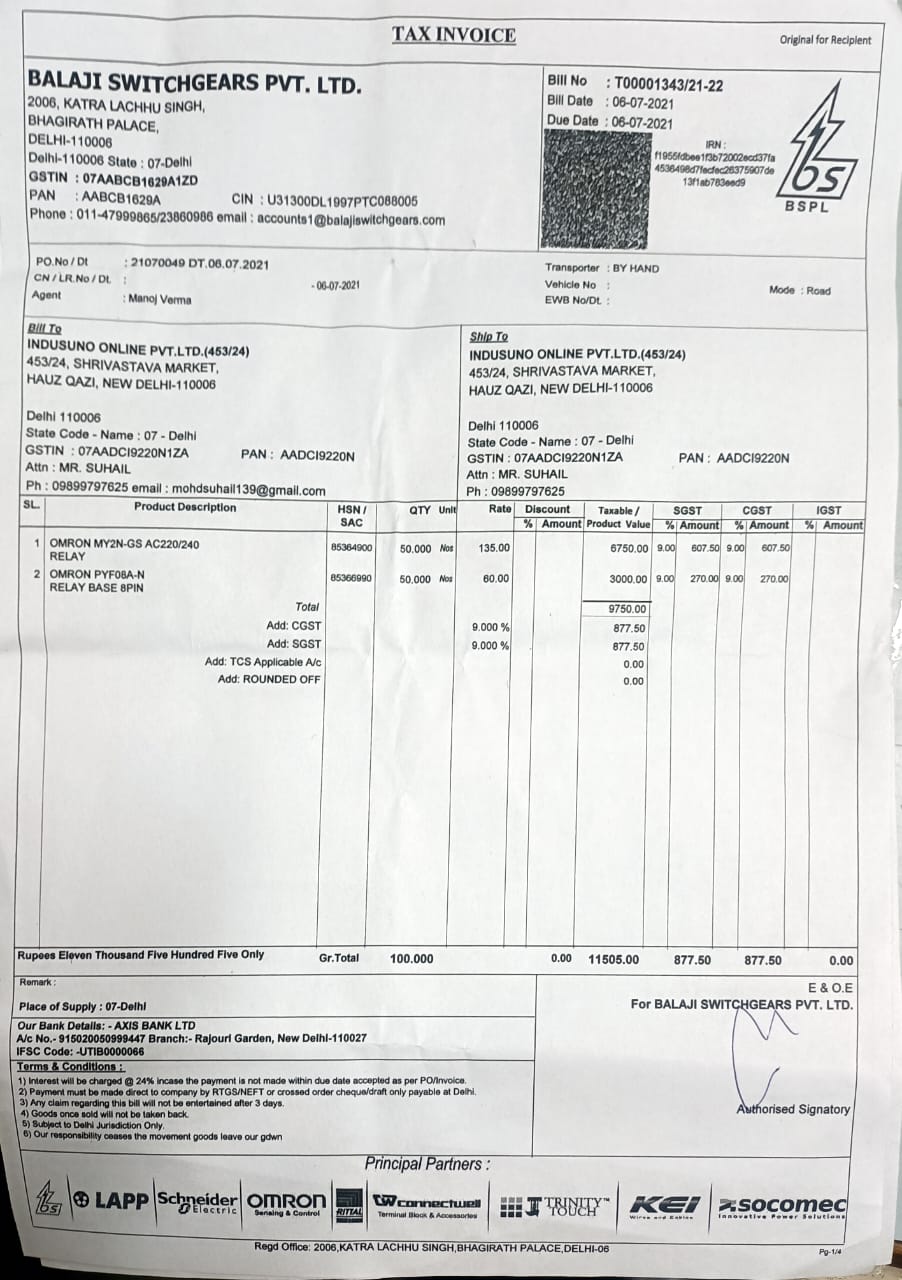 TAX INVOICE
Original for Recipient
BALAJI SWITCHGEARS PVT. LTD.
2006, KATRA LACHHU SINGH,
BHAGIRATH PALACE,
DELHI-110006
Delhi-110006 State : 07-Delhi
GSTIN : 07AABCB1629A1ZD
PAN : AABCB1629A CIN : U31300DL1997PTC088005
Phone : 011-47999865/23860986 email : accounts1@balajiswitchgears.com
Bill No : T00001343/21-22
Bill Date : 06-07-2021
Due Date : 06-07-2021
IRN :
f1955fdbee1f3b72002ecd37fa
4536498d7fecfec26375907de
13f1ab763eed9
bs
BSPL
PO.No / Dt : 21070049 DT.06.07.2021
CN / LR.No / Dt. : - 06-07-2021
Agent : Manoj Verma
Transporter : BY HAND
Vehicle No :
EWB No/Dt. :
Mode : Road
Bill To
INDUSUNO ONLINE PVT.LTD.(453/24)
453/24, SHRIVASTAVA MARKET,
HAUZ QAZI, NEW DELHI-110006
Delhi 110006
State Code - Name : 07 - Delhi
GSTIN : 07AADCI9220N1ZA PAN : AADCI9220N
Attn : MR. SUHAIL
Ph : 09899797625 email : mohdsuhail139@gmail.com
Ship To
INDUSUNO ONLINE PVT.LTD.(453/24)
453/24, SHRIVASTAVA MARKET,
HAUZ QAZI, NEW DELHI-110006
Delhi 110006
State Code - Name : 07 - Delhi
GSTIN : 07AADCI9220N1ZA PAN : AADCI9220N
Attn : MR. SUHAIL
Ph : 09899797625
SL. Product Description HSN / SAC QTY Unit Rate Discount Taxable / Product Value SGST CGST IGST
% Amount % Amount % Amount % Amount
1 OMRON MY2N-GS AC220/240 85364900 50.000 Nos 135.00 6750.00 9.00 607.50 9.00 607.50
RELAY
2 OMRON PYF08A-N 85366990 50.000 Nos 60.00 3000.00 9.00 270.00 9.00 270.00
RELAY BASE 8PIN
Total 9750.00
Add: CGST 9.000 % 877.50
Add: SGST 9.000 % 877.50
Add: TCS Applicable A/c 0.00
Add: ROUNDED OFF 0.00
Rupees Eleven Thousand Five Hundred Five Only Gr.Total 100.000 0.00 11505.00 877.50 877.50 0.00
Remark :
Place of Supply : 07-Delhi
Our Bank Details: - AXIS BANK LTD
A/c No.- 915020050999447 Branch:- Rajouri Garden, New Delhi-110027
IFSC Code: -UTIB0000066
Terms & Conditions :
1) Interest will be charged @ 24% incase the payment is not made within due date accepted as per PO/Invoice.
2) Payment must be made direct to company by RTGS/NEFT or crossed order cheque/draft only payable at Delhi.
3) Any claim regarding this bill will not be entertained after 3 days.
4) Goods once sold will not be taken back.
5) Subject to Delhi Jurisdiction Only.
6) Our responsibility ceases the movement goods leave our gdwn
E & O.E
For BALAJI SWITCHGEARS PVT. LTD.
Authorised Signatory
Principal Partners :
bs LAPP Schneider Electric OMRON Sensing & Control RITTAL connectwell Terminal Block & Accessories TRINITY TOUCH™ KEI Wires and Cables socomec Innovative Power Solutions
Regd Office: 2006,KATRA LACHHU SINGH,BHAGIRATH PALACE,DELHI-06
Pg-1/4